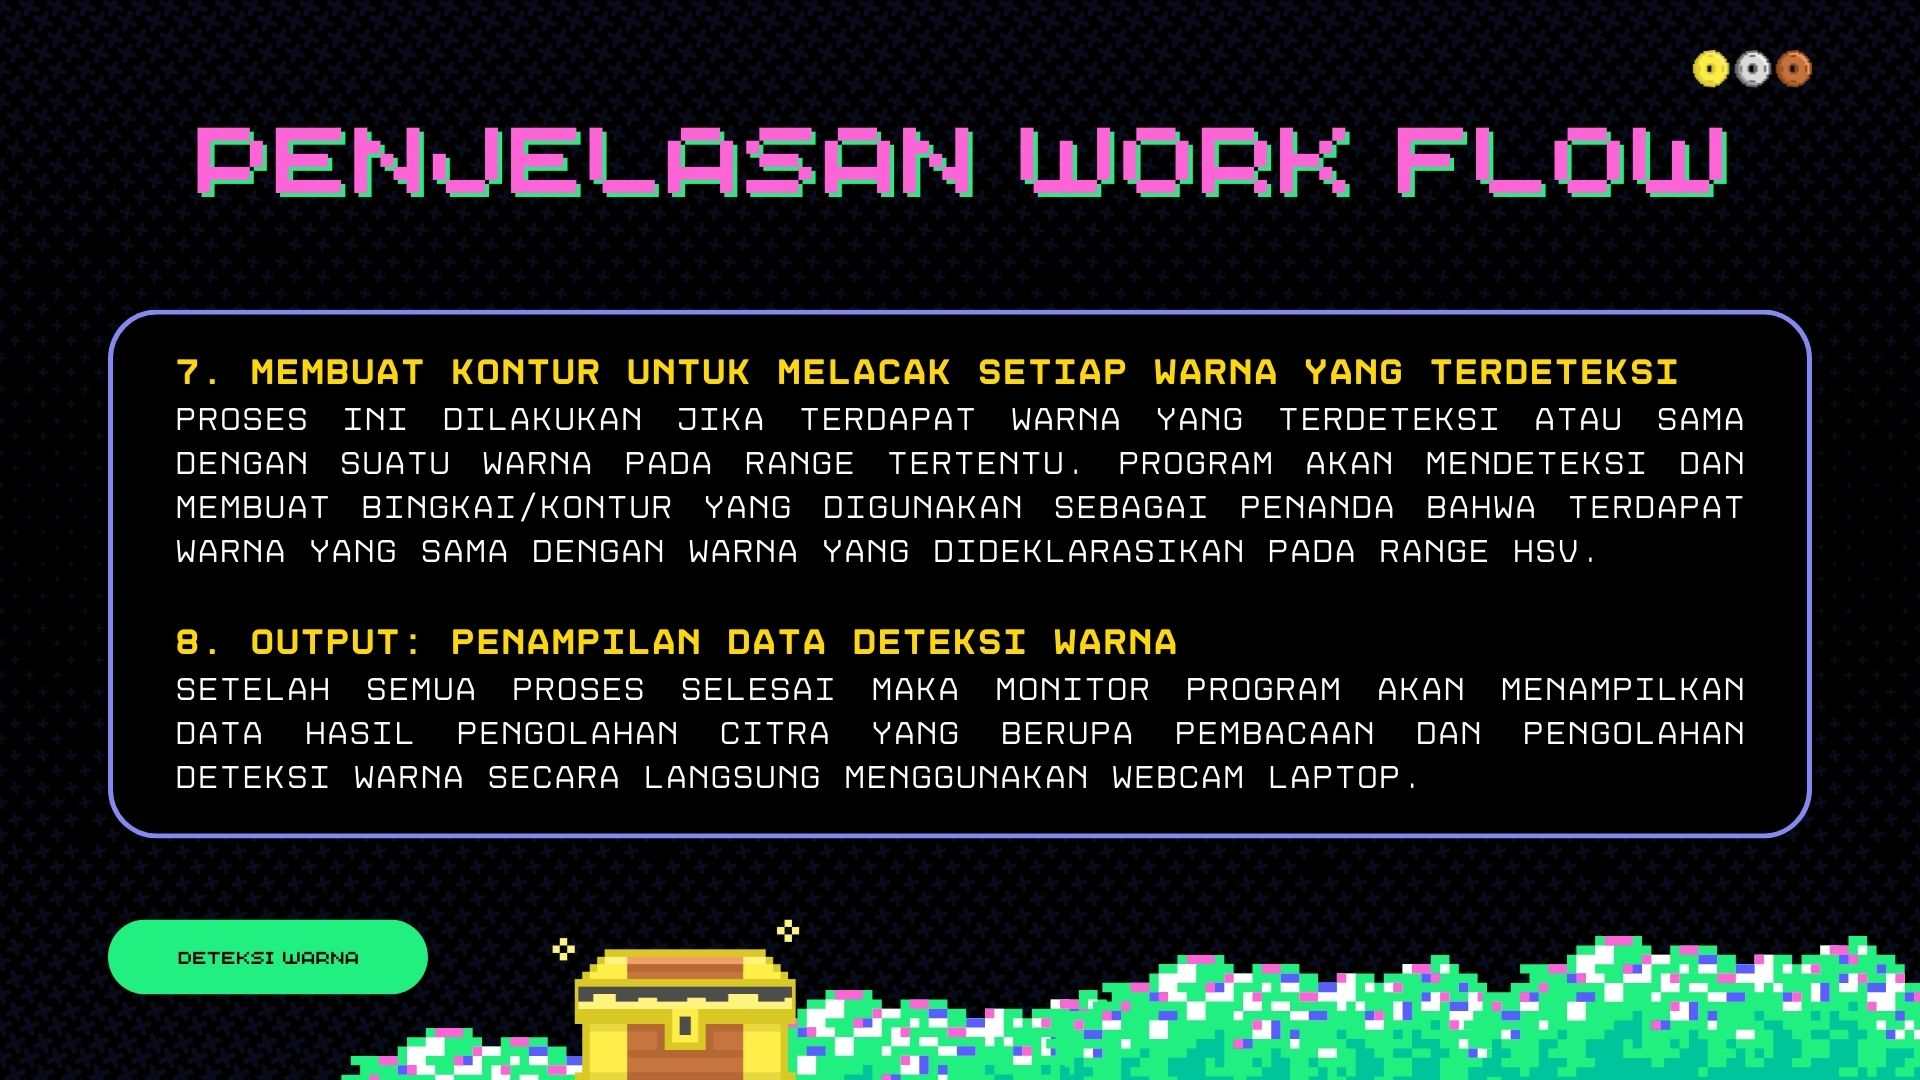 PENJELASAN WORK FLOW
7. MEMBUAT KONTUR UNTUK MELACAK SETIAP WARNA YANG TERDETEKSI
PROSES INI DILAKUKAN JIKA TERDAPAT WARNA YANG TERDETEKSI ATAU SAMA
DENGAN SUATU WARNA PADA RANGE TERTENTU. PROGRAM AKAN MENDETEKSI DAN
MEMBUAT BINGKAI/KONTUR YANG DIGUNAKAN SEBAGAI PENANDA BAHWA TERDAPAT
WARNA YANG SAMA DENGAN WARNA YANG DIDEKLARASIKAN PADA RANGE HSV.
8. OUTPUT: PENAMPILAN DATA DETEKSI WARNA
SETELAH SEMUA PROSES SELESAI MAKA MONITOR PROGRAM AKAN MENAMPILKAN
DATA HASIL PENGOLAHAN CITRA YANG BERUPA PEMBACAAN DAN PENGOLAHAN
DETEKSI WARNA SECARA LANGSUNG MENGGUNAKAN WEBCAM LAPTOP.
DETEKSI WARNA